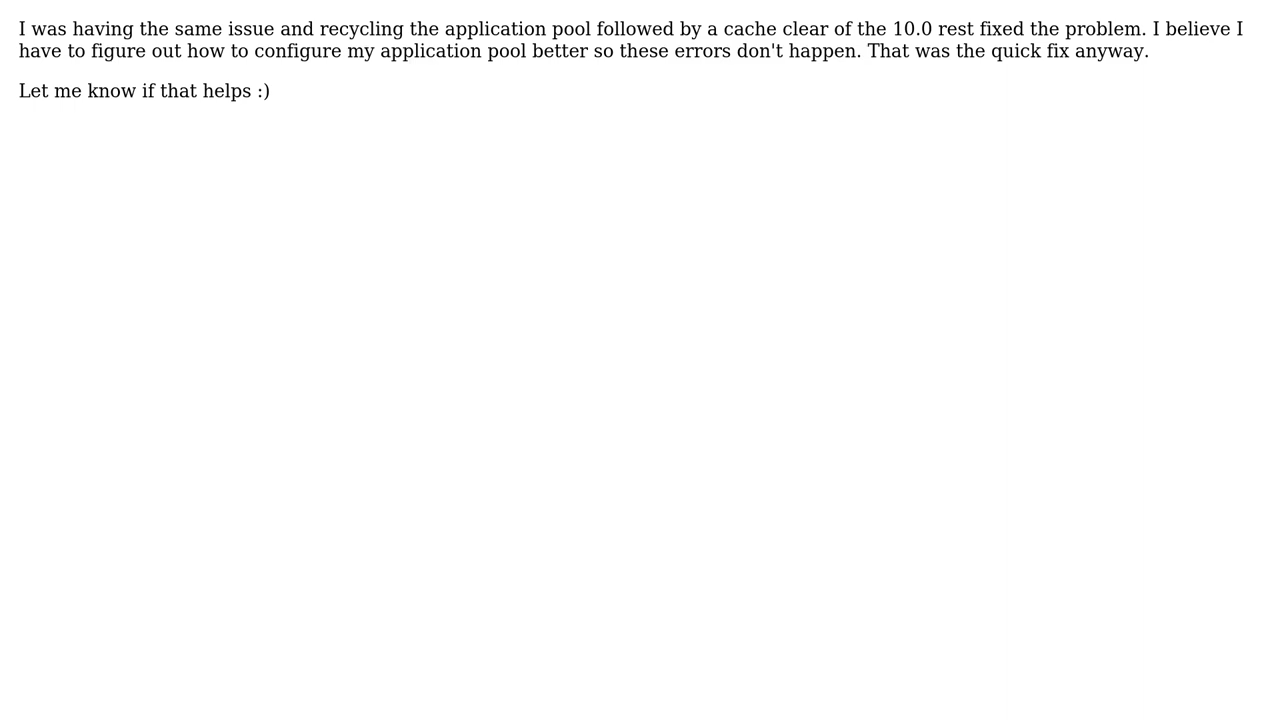 I was having the same issue and recycling the application pool followed by a cache clear of the 10.0 rest fixed the problem. I believe I
have to figure out how to configure my application pool better so these errors don't happen. That was the quick fix anyway.
Let me know if that helps :)